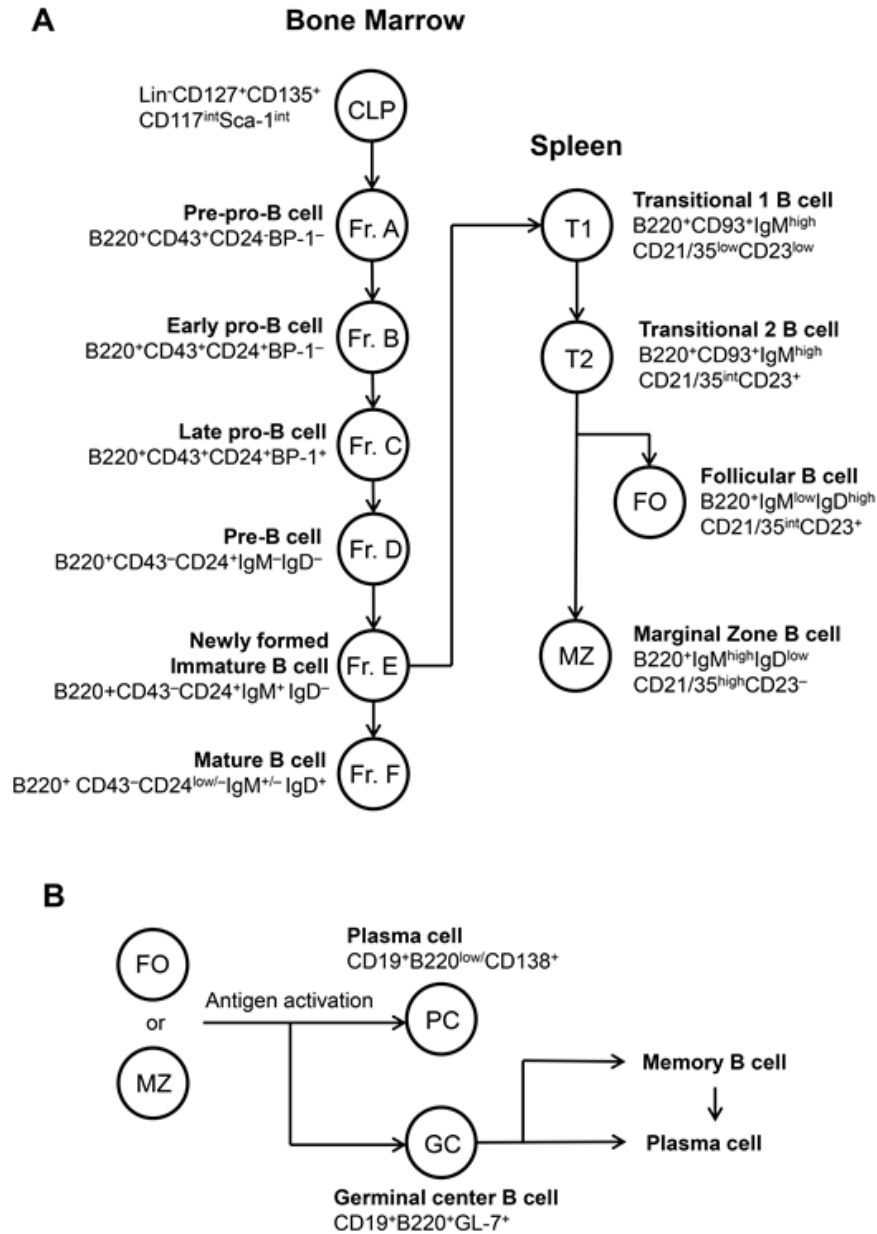 A
Bone Marrow
Lin⁻CD127⁺CD135⁺
CD117ⁱⁿᵗSca-1ⁱⁿᵗ
CLP
Pre-pro-B cell
B220⁺CD43⁺CD24⁻BP-1⁻
Fr. A
Early pro-B cell
B220⁺CD43⁺CD24⁺BP-1⁻
Fr. B
Late pro-B cell
B220⁺CD43⁺CD24⁺BP-1⁺
Fr. C
Pre-B cell
B220⁺CD43⁻CD24⁺IgM⁻IgD⁻
Fr. D
Newly formed
Immature B cell
B220+CD43⁻CD24⁺IgM⁺ IgD⁻
Fr. E
Mature B cell
B220⁺ CD43⁻CD24ˡᵒʷ/⁻IgM⁺/⁻ IgD⁺
Fr. F
Spleen
T1
Transitional 1 B cell
B220⁺CD93⁺IgMʰⁱᵍʰ
CD21/35ˡᵒʷCD23ˡᵒʷ
T2
Transitional 2 B cell
B220⁺CD93⁺IgMʰⁱᵍʰ
CD21/35ⁱⁿᵗCD23⁺
FO
Follicular B cell
B220⁺IgMˡᵒʷIgDʰⁱᵍʰ
CD21/35ⁱⁿᵗCD23⁺
MZ
Marginal Zone B cell
B220⁺IgMʰⁱᵍʰIgDˡᵒʷ
CD21/35ʰⁱᵍʰCD23⁻
B
FO
or
MZ
Antigen activation
Plasma cell
CD19⁺B220ˡᵒʷ/CD138⁺
PC
GC
Germinal center B cell
CD19⁺B220⁺GL-7⁺
Memory B cell
Plasma cell